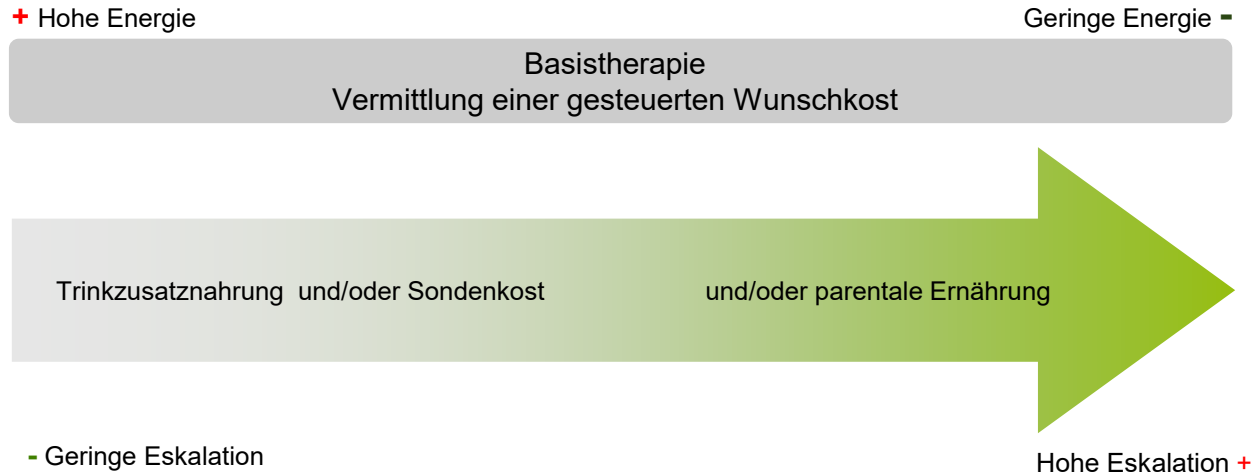 + Hohe Energie
Geringe Energie -
Basistherapie
Vermittlung einer gesteuerten Wunschkost
Trinkzusatznahrung und/oder Sondenkost und/oder parentale Ernährung
- Geringe Eskalation
Hohe Eskalation +